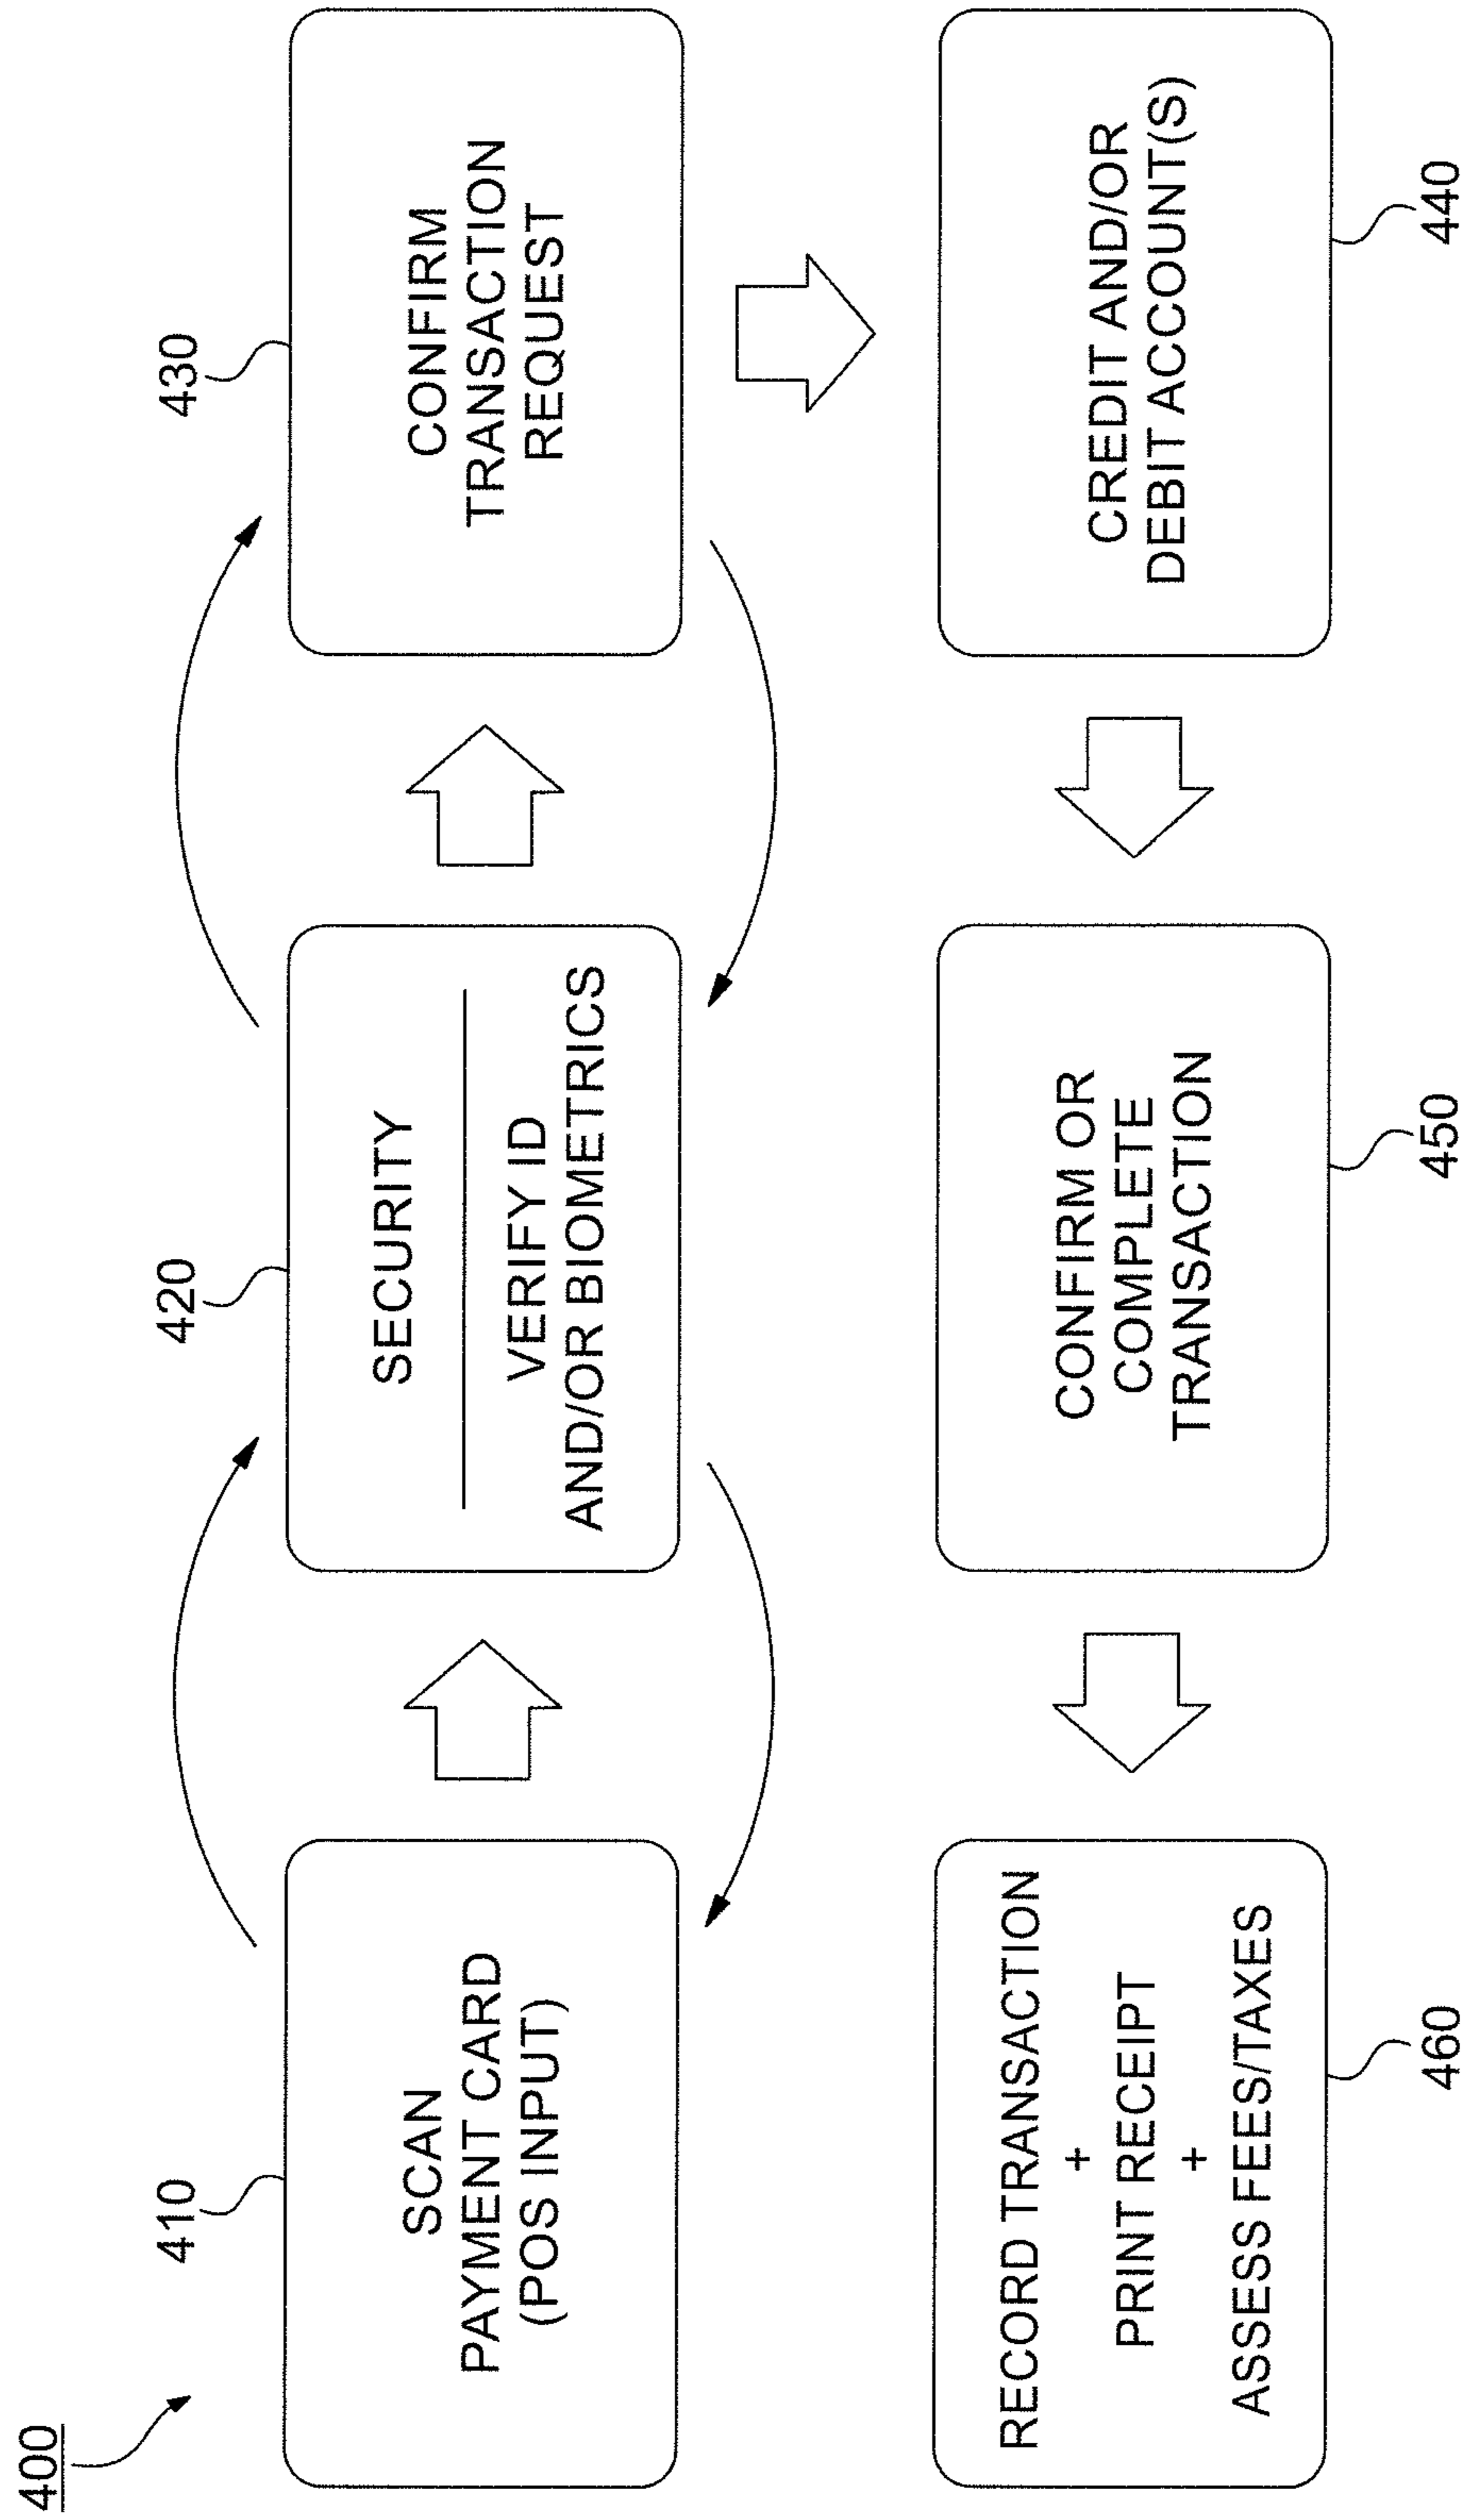 400
410
SCAN
PAYMENT CARD
(POS INPUT)
420
SECURITY
VERIFY ID
AND/OR BIOMETRICS
430
CONFIRM
TRANSACTION
REQUEST
CREDIT AND/OR
DEBIT ACCOUNT(S)
440
CONFIRM OR
COMPLETE
TRANSACTION
450
RECORD TRANSACTION
+
PRINT RECEIPT
+
ASSESS FEES/TAXES
460